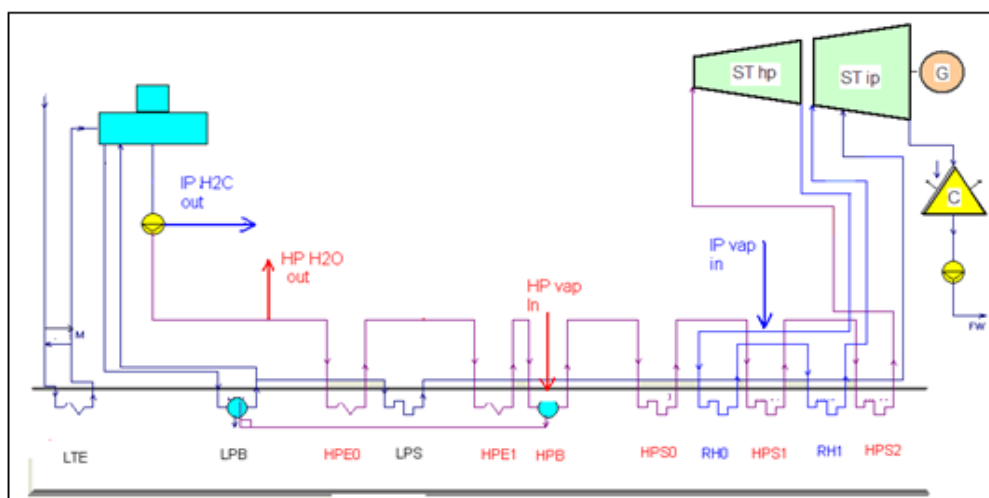 ST hp
ST ip
G
IP.H2C
out
C
HP H2O
out
HP vap
In
IP vap
in
M
FW
LTE
LPB
HPE0
LPS
HPE1
HPB
HPS0
RH0
HPS1
RH1
HPS2